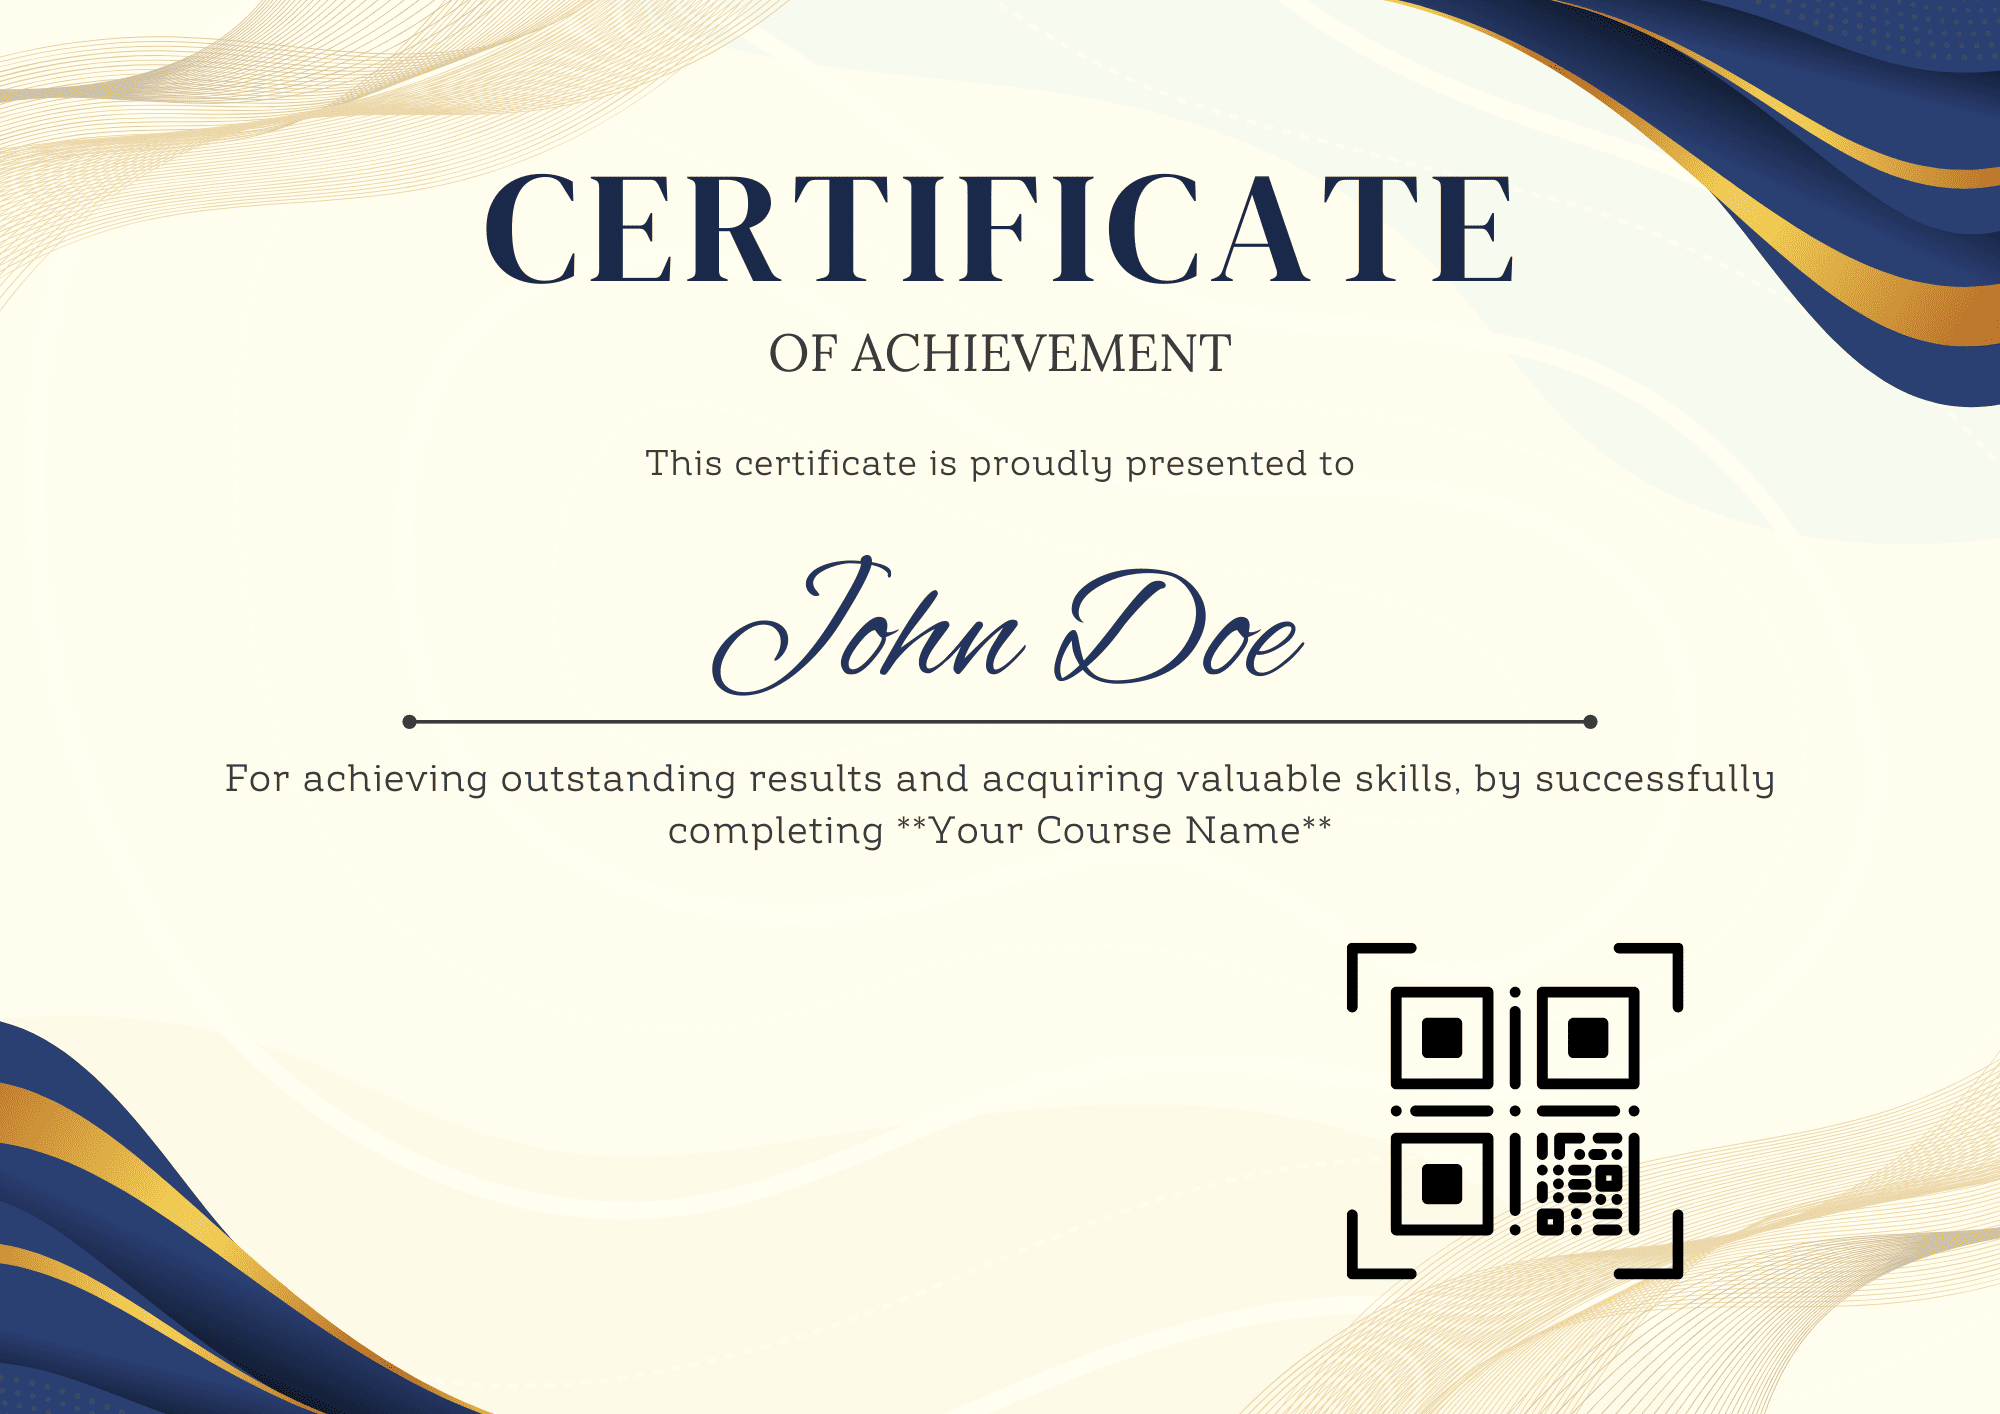 CERTIFICATE
OF ACHIEVEMENT
This certificate is proudly presented to
John Doe
For achieving outstanding results and acquiring valuable skills, by successfully
completing **Your Course Name**